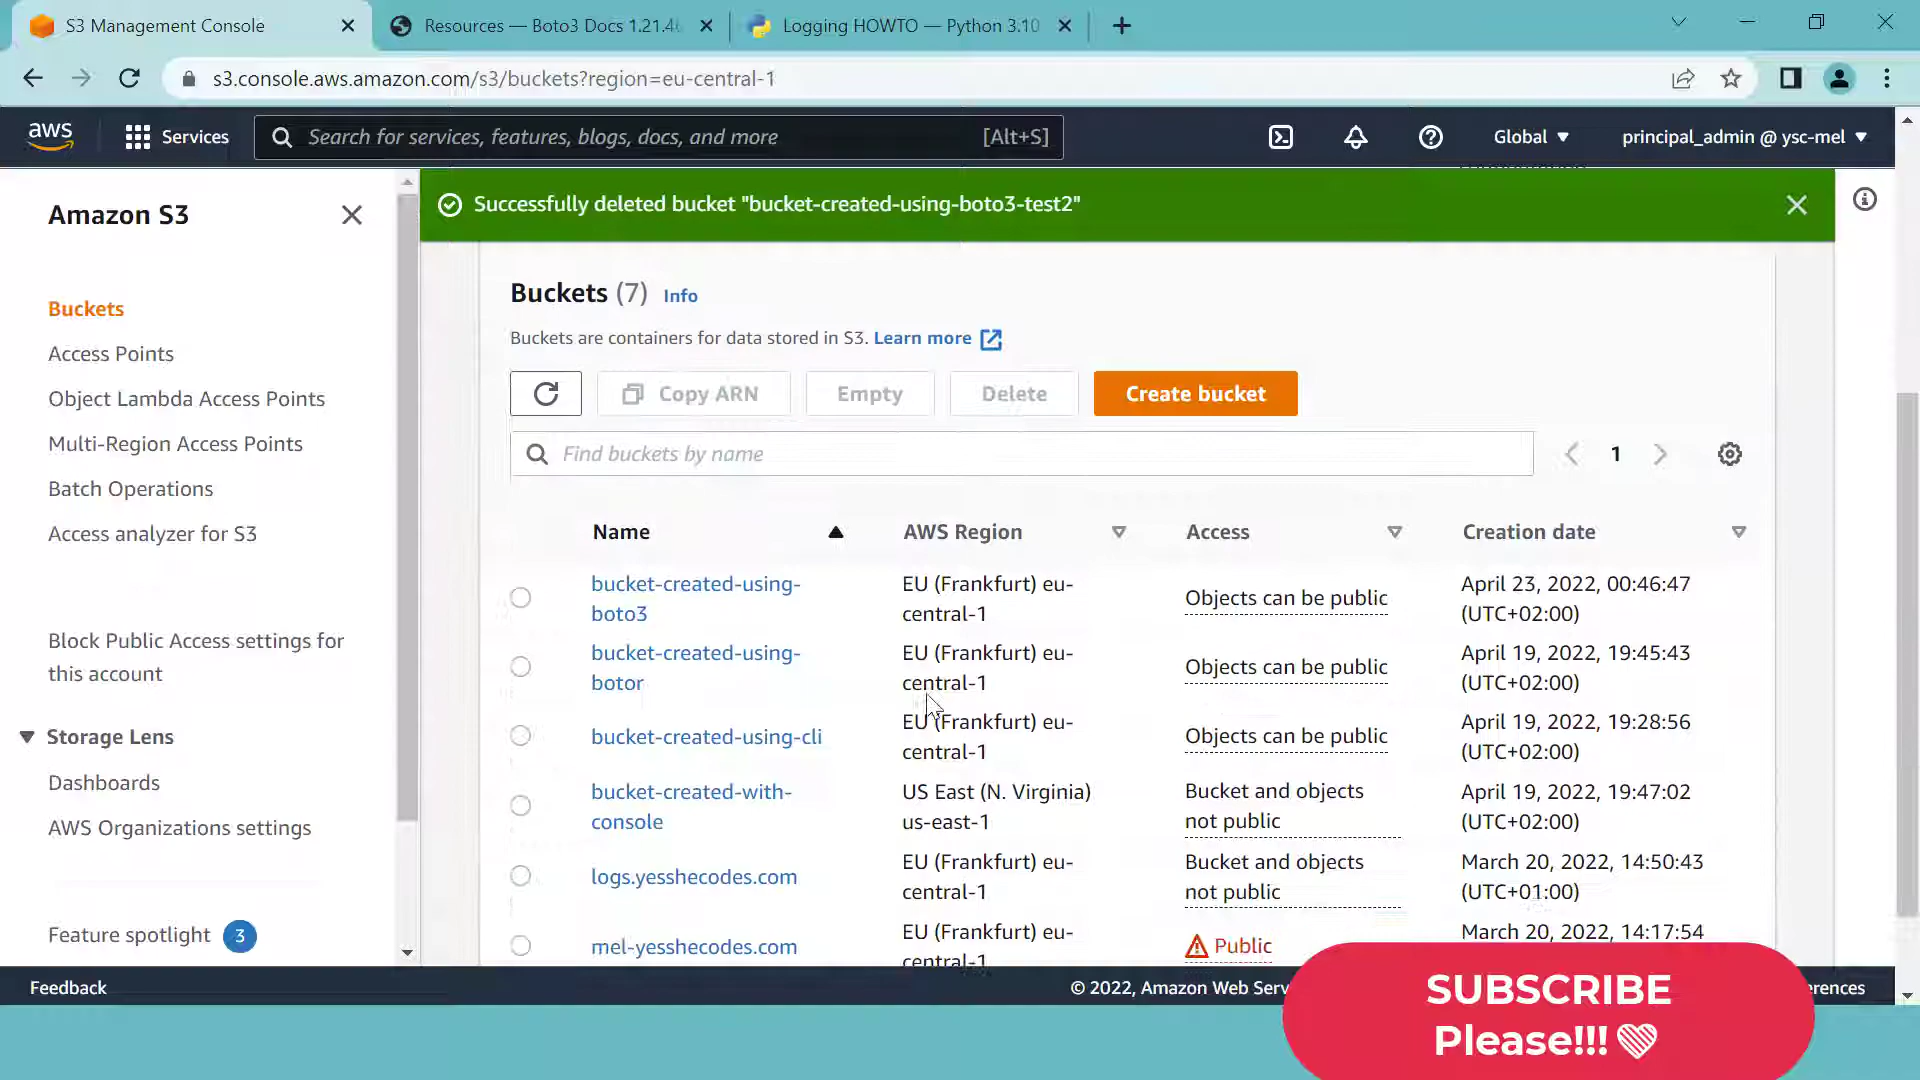 S3 Management Console
Resources — Boto3 Docs 1.21.4
Logging HOWTO — Python 3.10
s3.console.aws.amazon.com/s3/buckets?region=eu-central-1
aws
Services
Search for services, features, blogs, docs, and more
[Alt+S]
Global
principal_admin @ ysc-mel
Amazon S3
Successfully deleted bucket "bucket-created-using-boto3-test2"
Buckets
Access Points
Object Lambda Access Points
Multi-Region Access Points
Batch Operations
Access analyzer for S3
Block Public Access settings for
this account
Storage Lens
Dashboards
AWS Organizations settings
Feature spotlight 3
Buckets (7) Info
Buckets are containers for data stored in S3. Learn more
Copy ARN
Empty
Delete
Create bucket
Find buckets by name
1
Name
AWS Region
Access
Creation date
bucket-created-using-
boto3
EU (Frankfurt) eu-
central-1
Objects can be public
April 23, 2022, 00:46:47
(UTC+02:00)
bucket-created-using-
botor
EU (Frankfurt) eu-
central-1
Objects can be public
April 19, 2022, 19:45:43
(UTC+02:00)
bucket-created-using-cli
EU (Frankfurt) eu-
central-1
Objects can be public
April 19, 2022, 19:28:56
(UTC+02:00)
bucket-created-with-
console
US East (N. Virginia)
us-east-1
Bucket and objects
not public
April 19, 2022, 19:47:02
(UTC+02:00)
logs.yesshecodes.com
EU (Frankfurt) eu-
central-1
Bucket and objects
not public
March 20, 2022, 14:50:43
(UTC+01:00)
mel-yesshecodes.com
EU (Frankfurt) eu-
central-1
Public
March 20, 2022, 14:17:54
Feedback
© 2022, Amazon Web Serv
erences
SUBSCRIBE
Please!!!